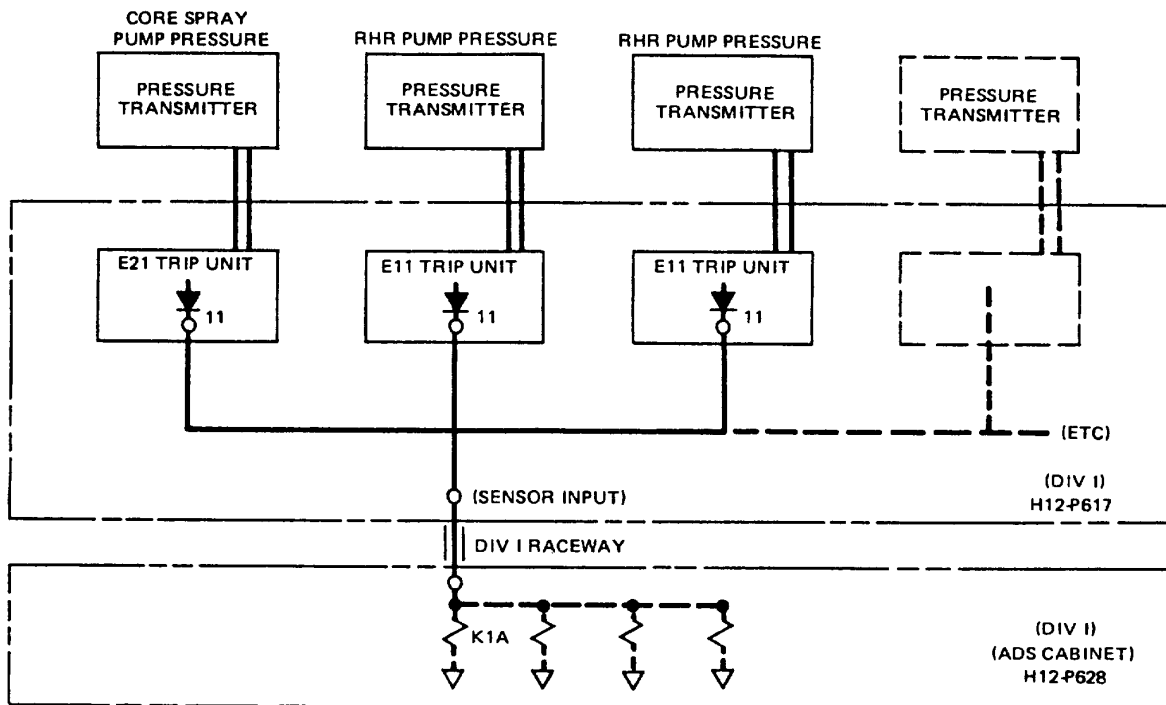 CORE SPRAY
PUMP PRESSURE
RHR PUMP PRESSURE
RHR PUMP PRESSURE
PRESSURE
TRANSMITTER
PRESSURE
TRANSMITTER
PRESSURE
TRANSMITTER
PRESSURE
TRANSMITTER
E21 TRIP UNIT
11
E11 TRIP UNIT
11
E11 TRIP UNIT
11
(ETC)
(SENSOR INPUT)
(DIV I)
H12-P617
DIV I RACEWAY
K1A
(DIV I)
(ADS CABINET)
H12-P628